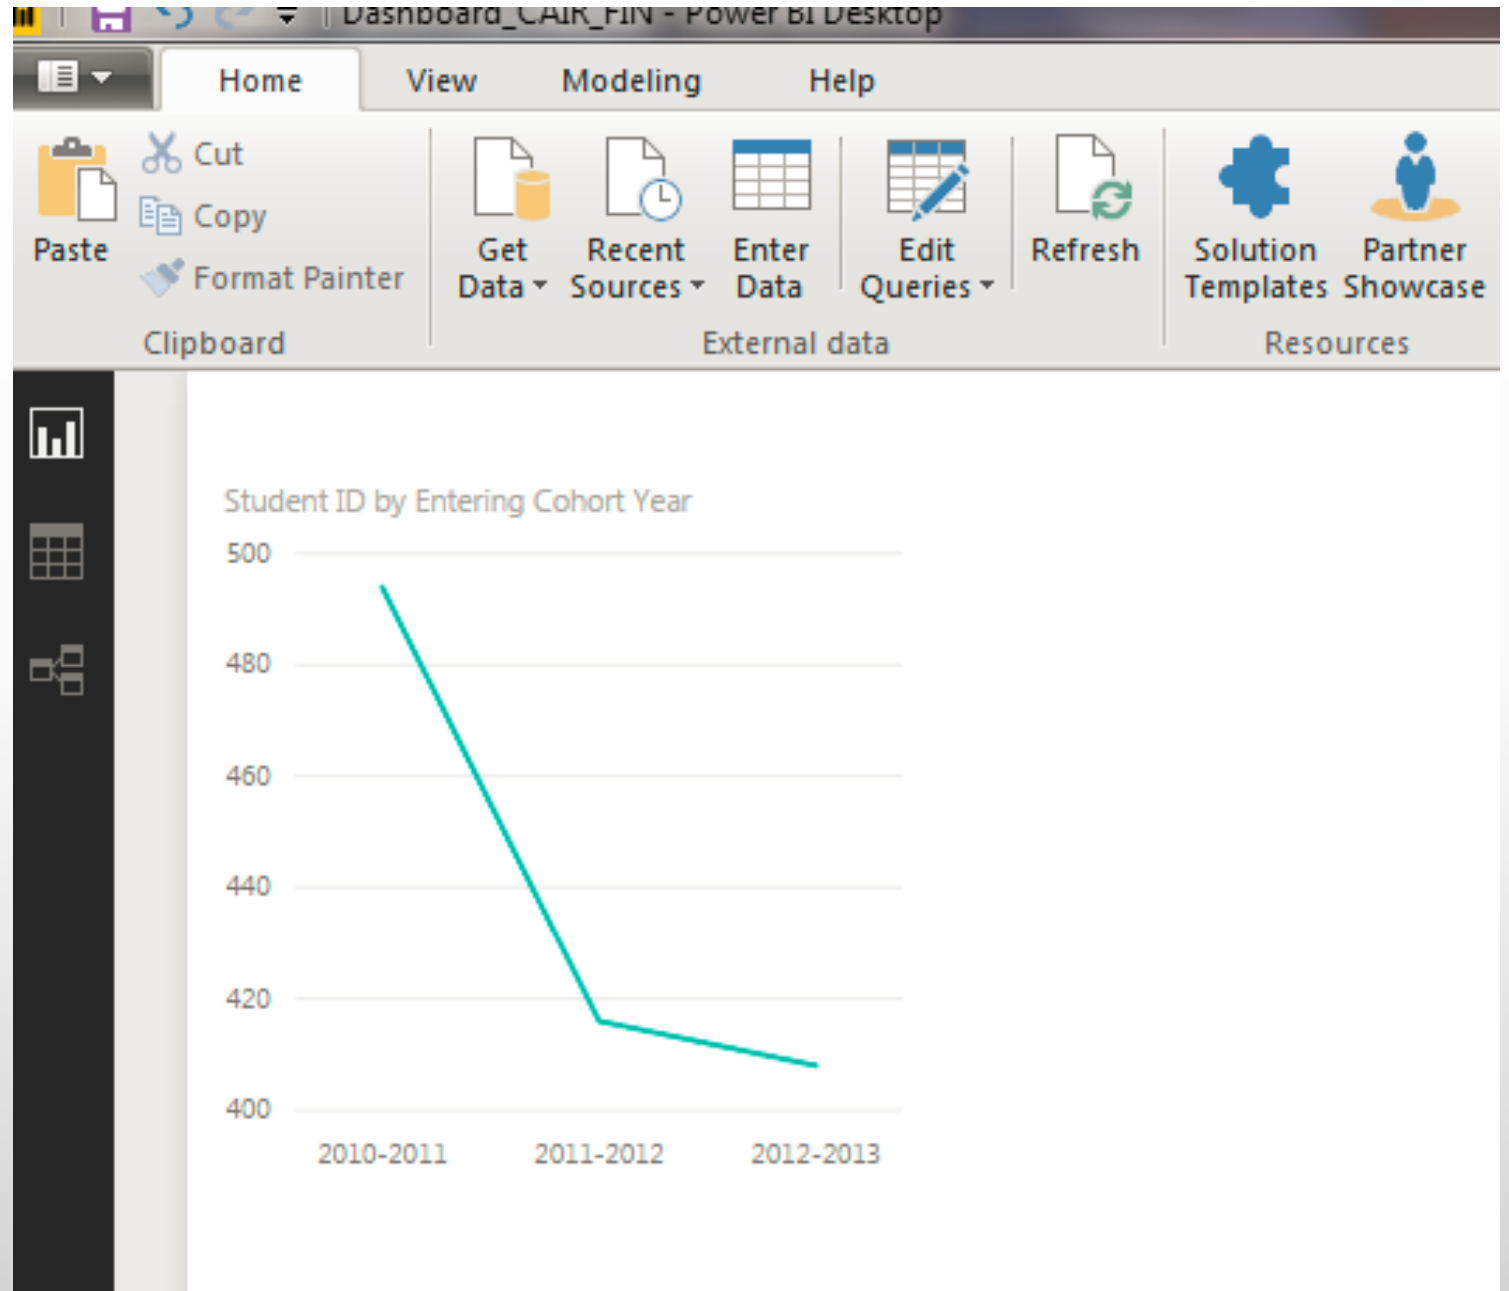 Dashboard_CAIR_FIN - Power BI Desktop
Home View Modeling Help
Paste
Cut
Copy
Format Painter
Clipboard
Get Data
Recent Sources
Enter Data
Edit Queries
Refresh
External data
Solution Templates
Partner Showcase
Resources
Student ID by Entering Cohort Year
500
480
460
440
420
400
2010-2011 2011-2012 2012-2013